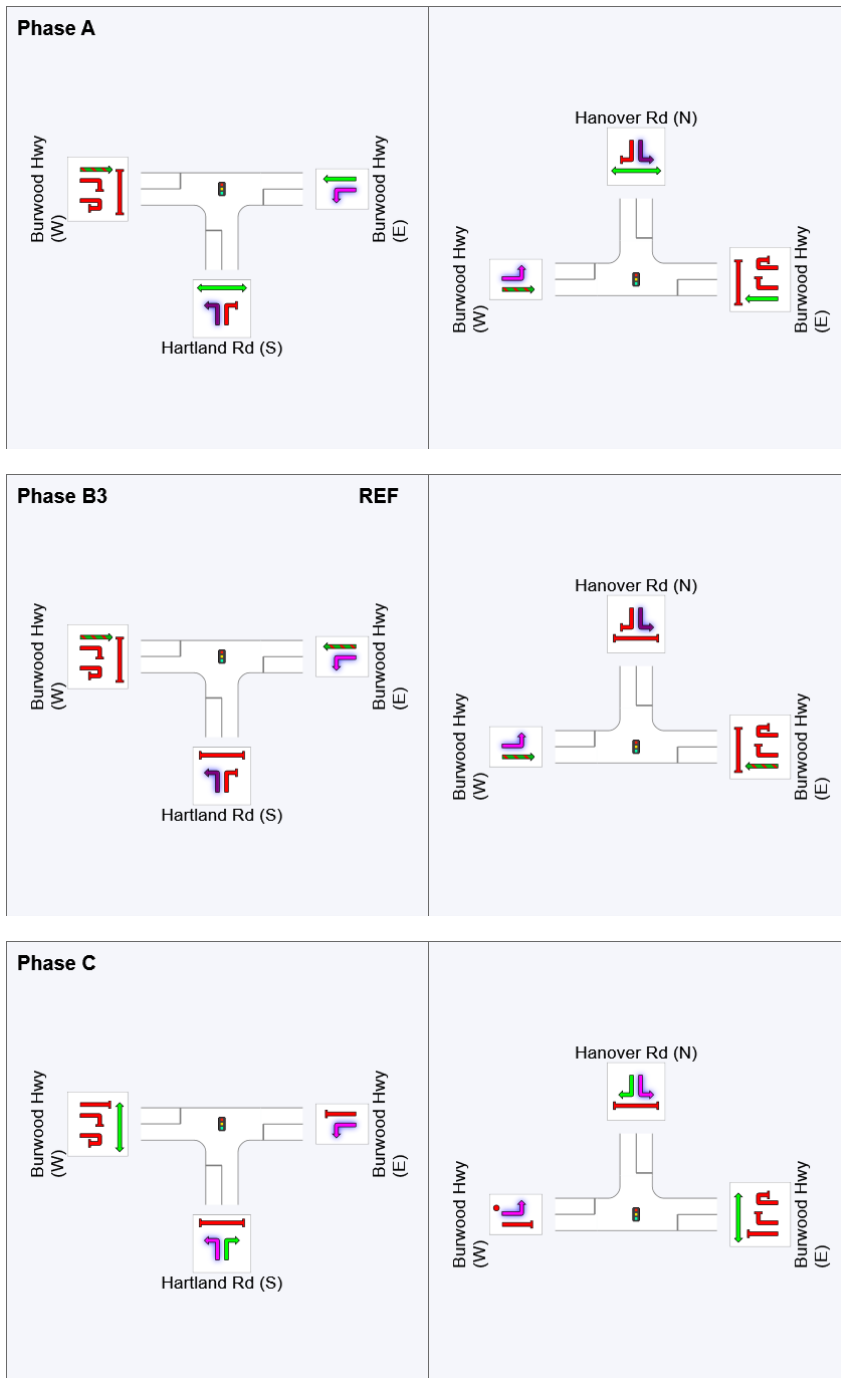 Phase A
Burwood Hwy
(W)
Burwood Hwy
(E)
Hartland Rd (S)
Hanover Rd (N)
Burwood Hwy
(W)
Burwood Hwy
(E)
Phase B3
REF
Burwood Hwy
(W)
Burwood Hwy
(E)
Hartland Rd (S)
Hanover Rd (N)
Burwood Hwy
(W)
Burwood Hwy
(E)
Phase C
Burwood Hwy
(W)
Burwood Hwy
(E)
Hartland Rd (S)
Hanover Rd (N)
Burwood Hwy
(W)
Burwood Hwy
(E)